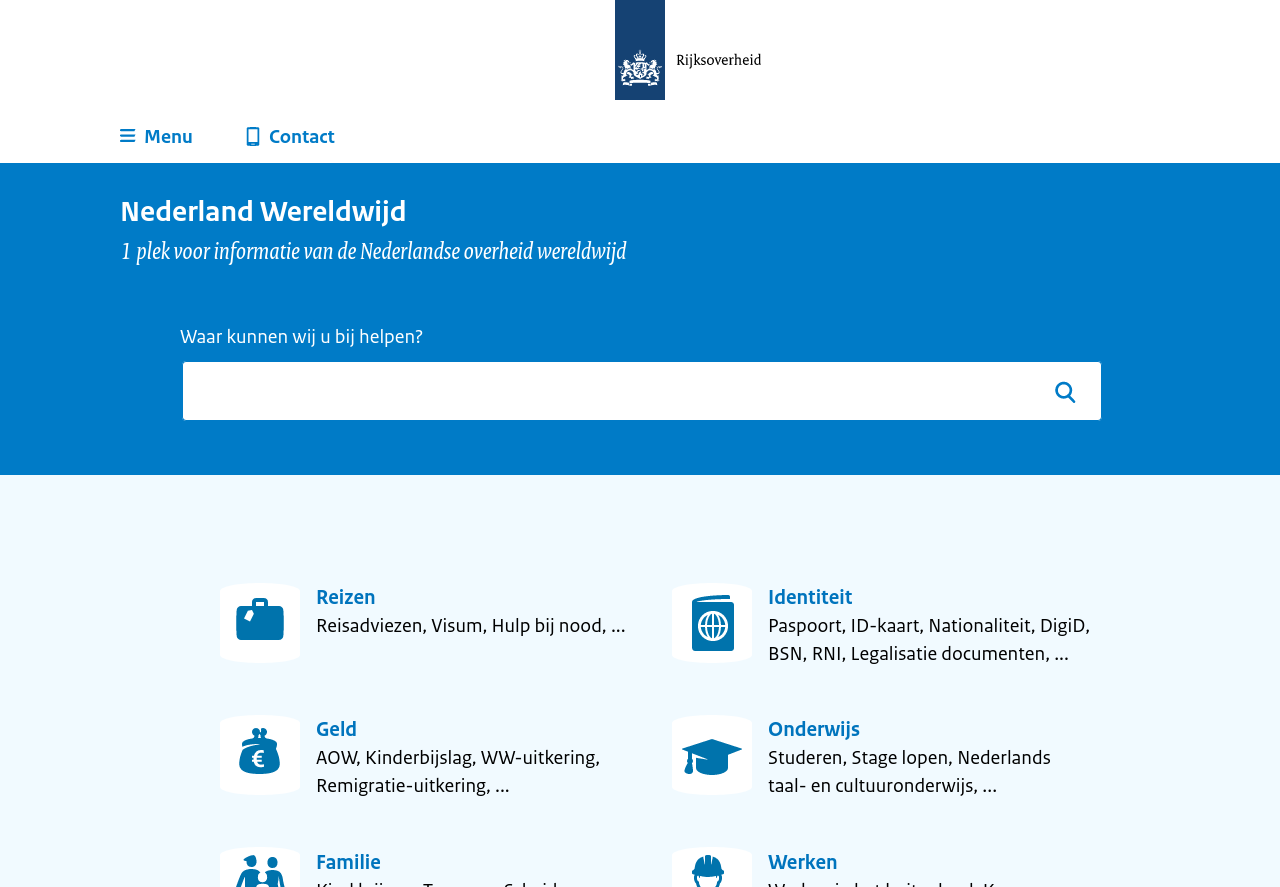 Rijksoverheid
Menu
Contact
Nederland Wereldwijd
1 plek voor informatie van de Nederlandse overheid wereldwijd
Waar kunnen wij u bij helpen?
Reizen
Reisadviezen, Visum, Hulp bij nood, ...
Identiteit
Paspoort, ID-kaart, Nationaliteit, DigiD,
BSN, RNI, Legalisatie documenten, ...
Geld
AOW, Kinderbijslag, WW-uitkering,
Remigratie-uitkering, ...
Onderwijs
Studeren, Stage lopen, Nederlands
taal- en cultuuronderwijs, ...
Familie
Werken